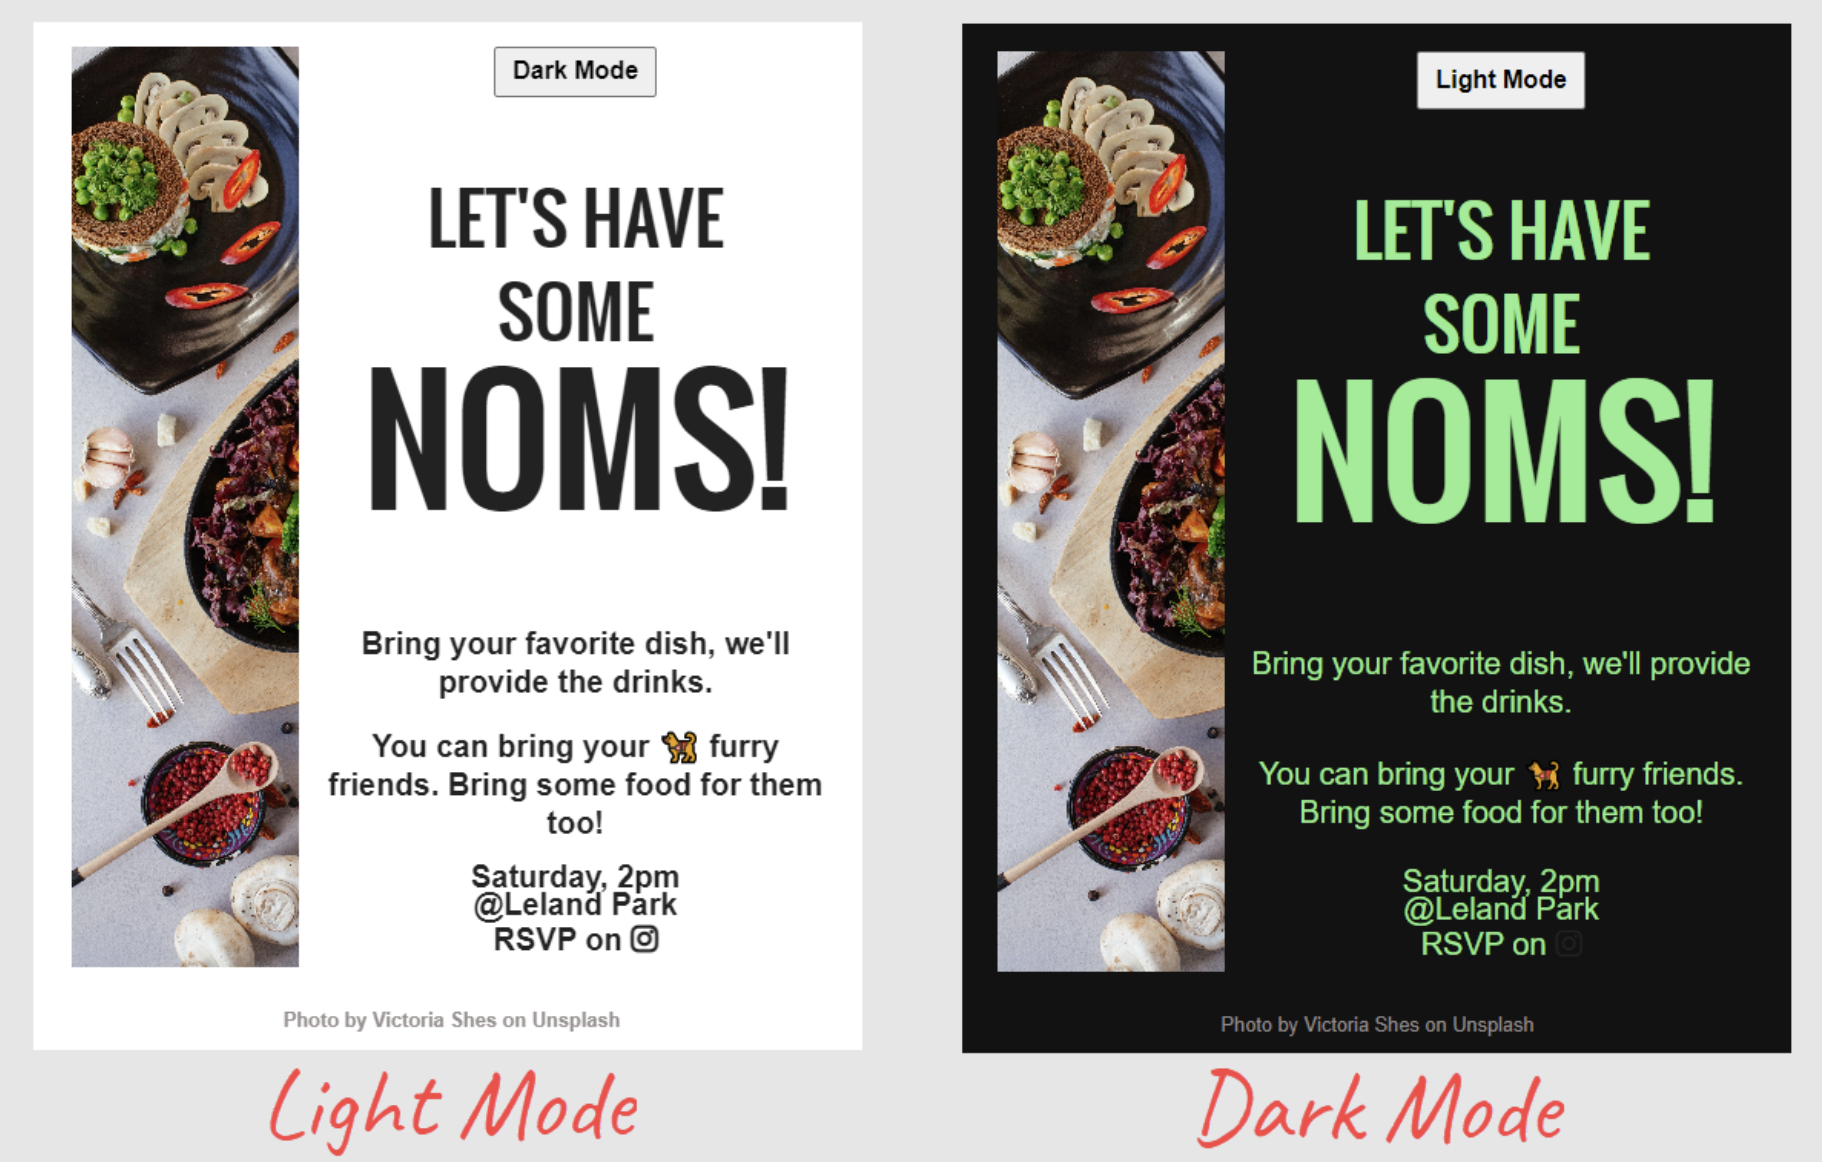 Dark Mode
LET'S HAVE
SOME
NOMS!
Bring your favorite dish, we'll
provide the drinks.
You can bring your 🐕 furry
friends. Bring some food for them
too!
Saturday, 2pm
@Leland Park
RSVP on
Photo by Victoria Shes on Unsplash
Light Mode
Light Mode
LET'S HAVE
SOME
NOMS!
Bring your favorite dish, we'll provide
the drinks.
You can bring your 🐕 furry friends.
Bring some food for them too!
Saturday, 2pm
@Leland Park
RSVP on
Photo by Victoria Shes on Unsplash
Dark Mode